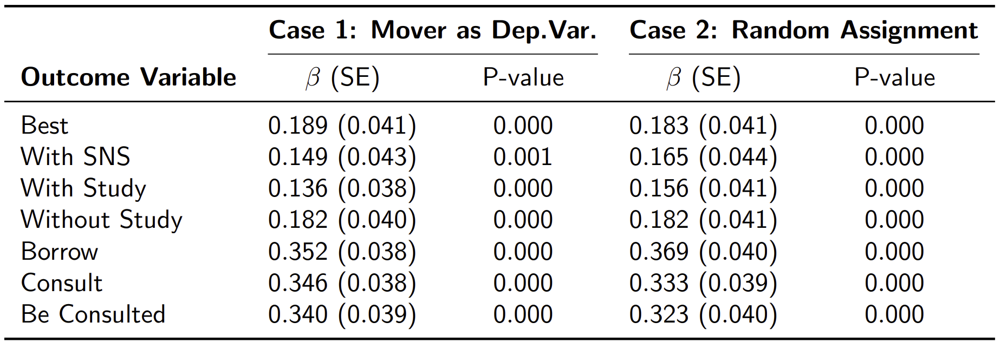 Case 1: Mover as Dep.Var. Case 2: Random Assignment
Outcome Variable β (SE) P-value β (SE) P-value
Best 0.189 (0.041) 0.000 0.183 (0.041) 0.000
With SNS 0.149 (0.043) 0.001 0.165 (0.044) 0.000
With Study 0.136 (0.038) 0.000 0.156 (0.041) 0.000
Without Study 0.182 (0.040) 0.000 0.182 (0.041) 0.000
Borrow 0.352 (0.038) 0.000 0.369 (0.040) 0.000
Consult 0.346 (0.038) 0.000 0.333 (0.039) 0.000
Be Consulted 0.340 (0.039) 0.000 0.323 (0.040) 0.000